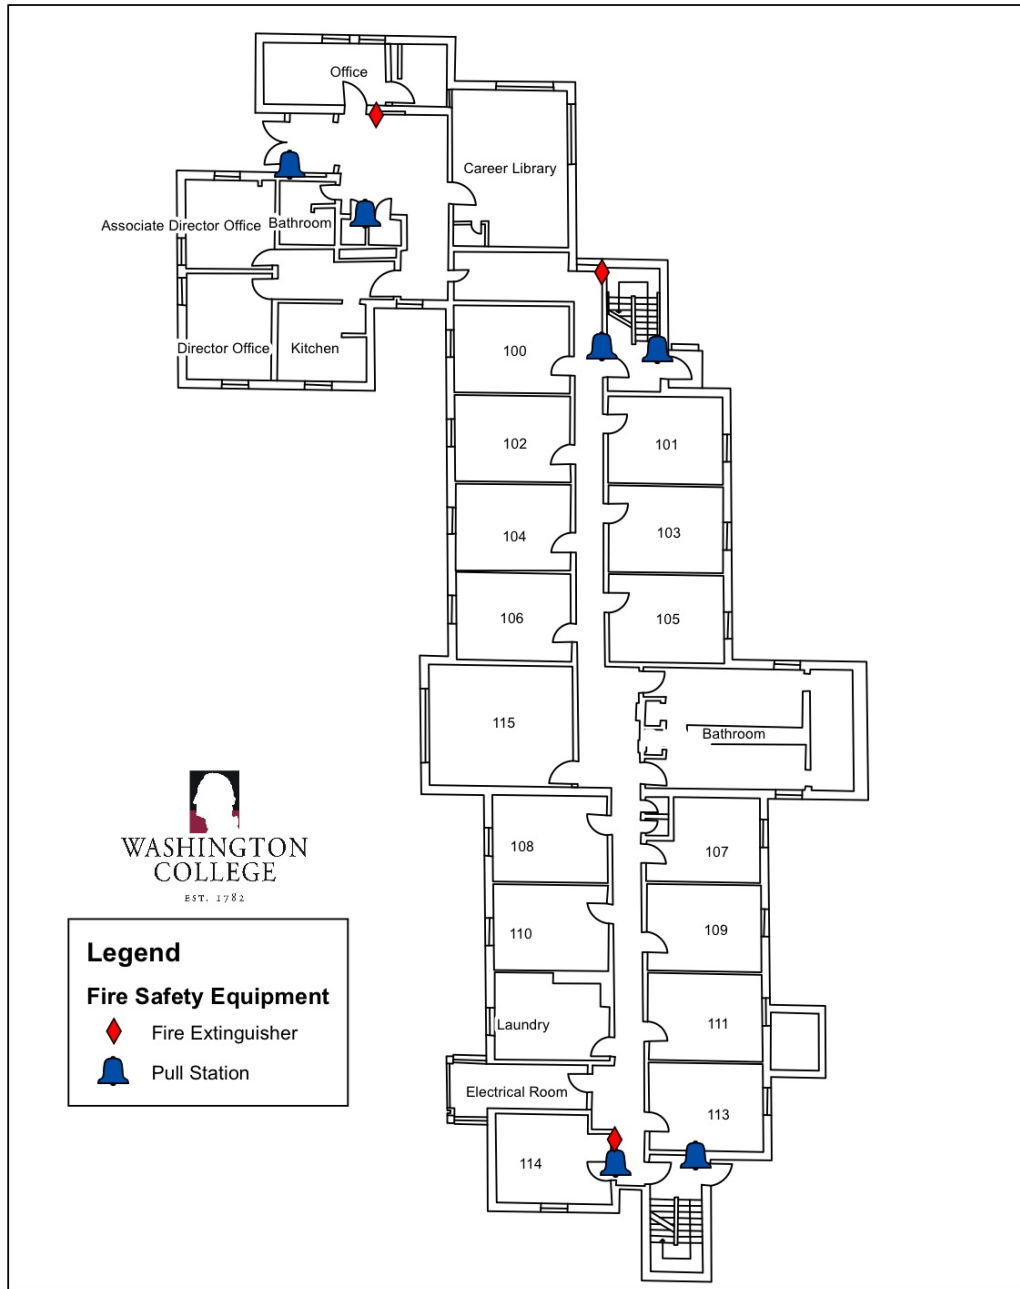 Office
Career Library
Associate Director Office
Bathroom
Director Office
Kitchen
100
102
101
104
103
106
105
115
Bathroom
108
107
110
109
Laundry
111
Electrical Room
113
114
WASHINGTON
COLLEGE
EST. 1782
Legend
Fire Safety Equipment
Fire Extinguisher
Pull Station